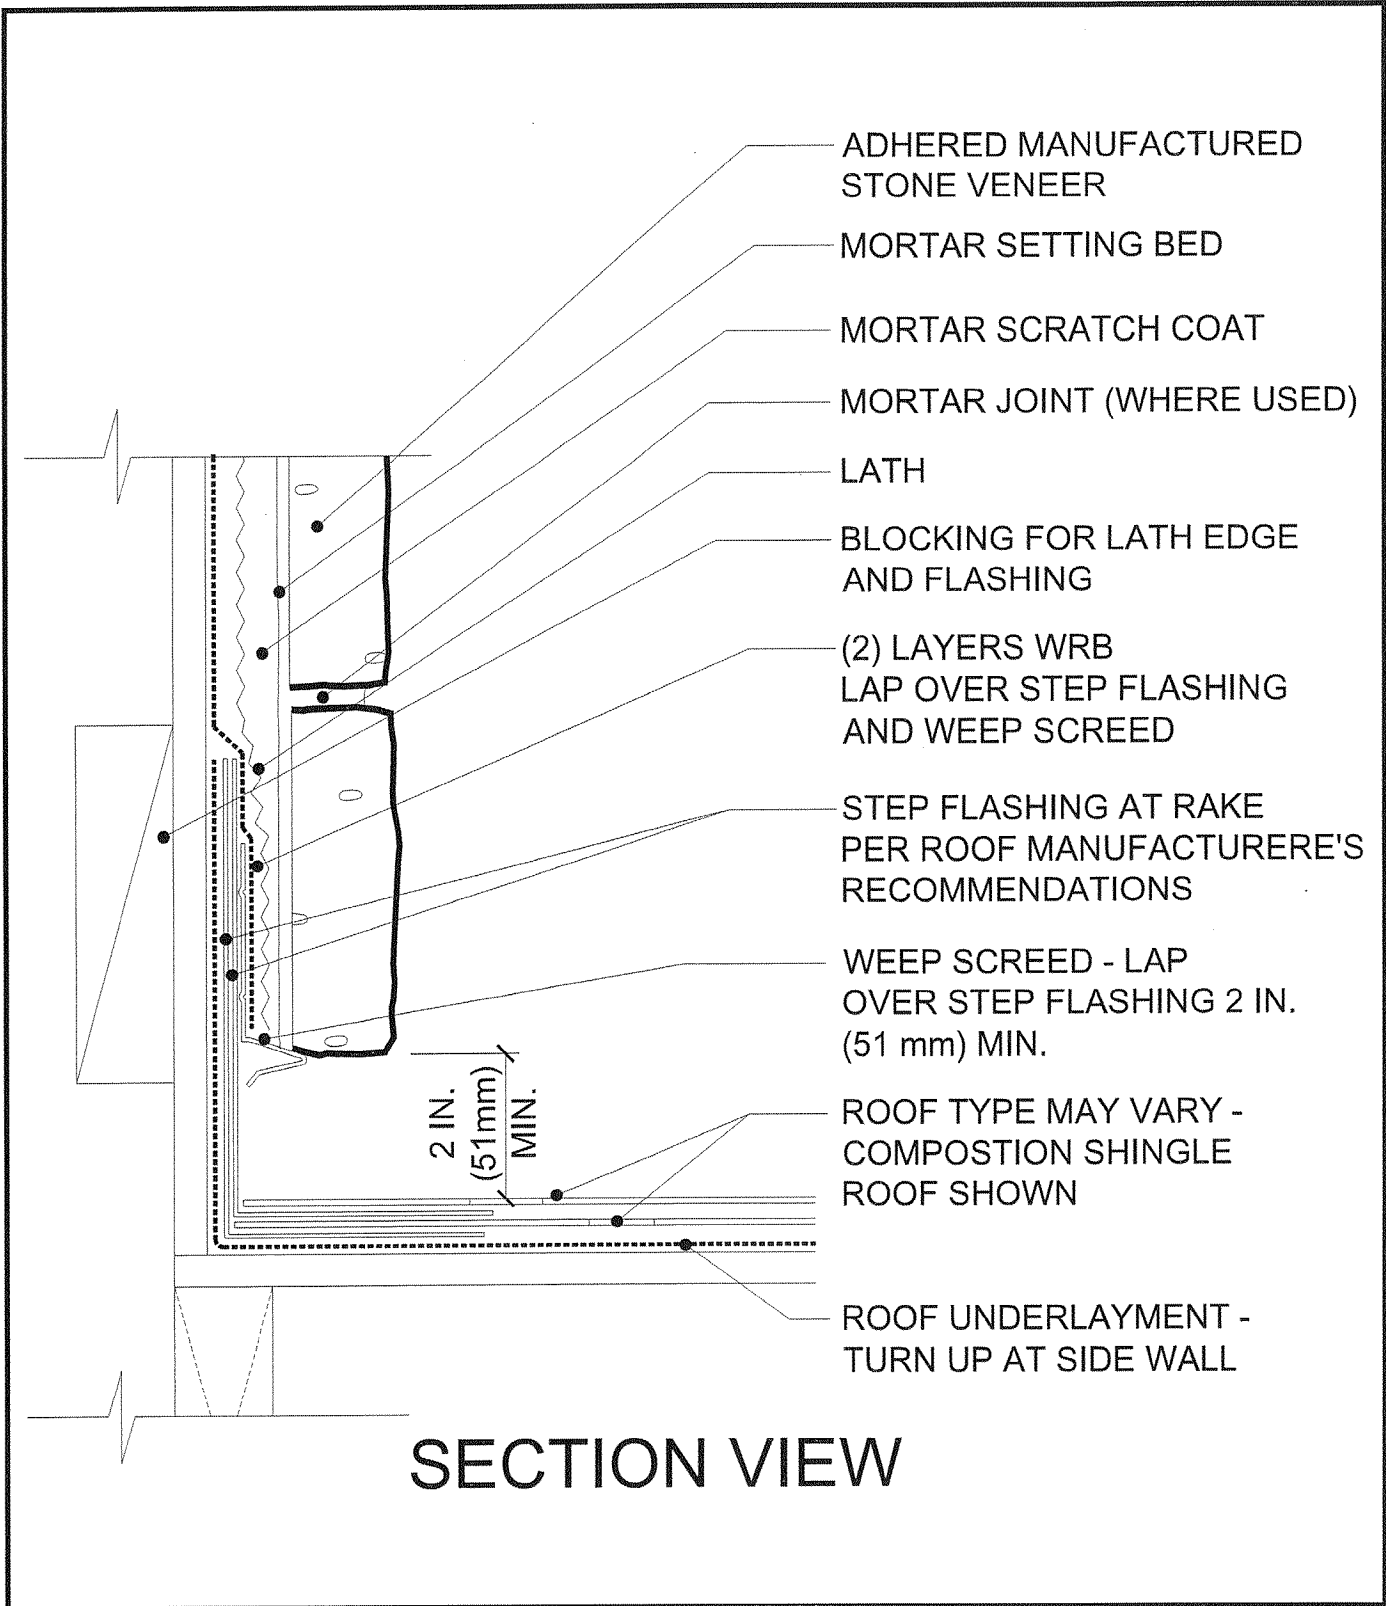 ADHERED MANUFACTURED
STONE VENEER
MORTAR SETTING BED
MORTAR SCRATCH COAT
MORTAR JOINT (WHERE USED)
LATH
BLOCKING FOR LATH EDGE
AND FLASHING
(2) LAYERS WRB
LAP OVER STEP FLASHING
AND WEEP SCREED
STEP FLASHING AT RAKE
PER ROOF MANUFACTURERE'S
RECOMMENDATIONS
WEEP SCREED - LAP
OVER STEP FLASHING 2 IN.
(51 mm) MIN.
2 IN.
(51mm)
MIN.
ROOF TYPE MAY VARY -
COMPOSTION SHINGLE
ROOF SHOWN
ROOF UNDERLAYMENT -
TURN UP AT SIDE WALL
SECTION VIEW